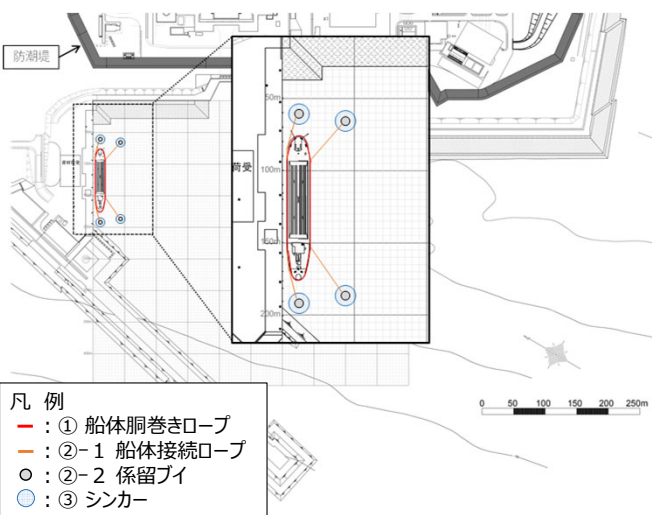 防潮堤
50m
荷受
100m
150m
200m
0 50 100 150 200 250m
凡 例
：① 船体胴巻きロープ
：②-１ 船体接続ロープ
：②-２ 係留ブイ
：③ シンカー